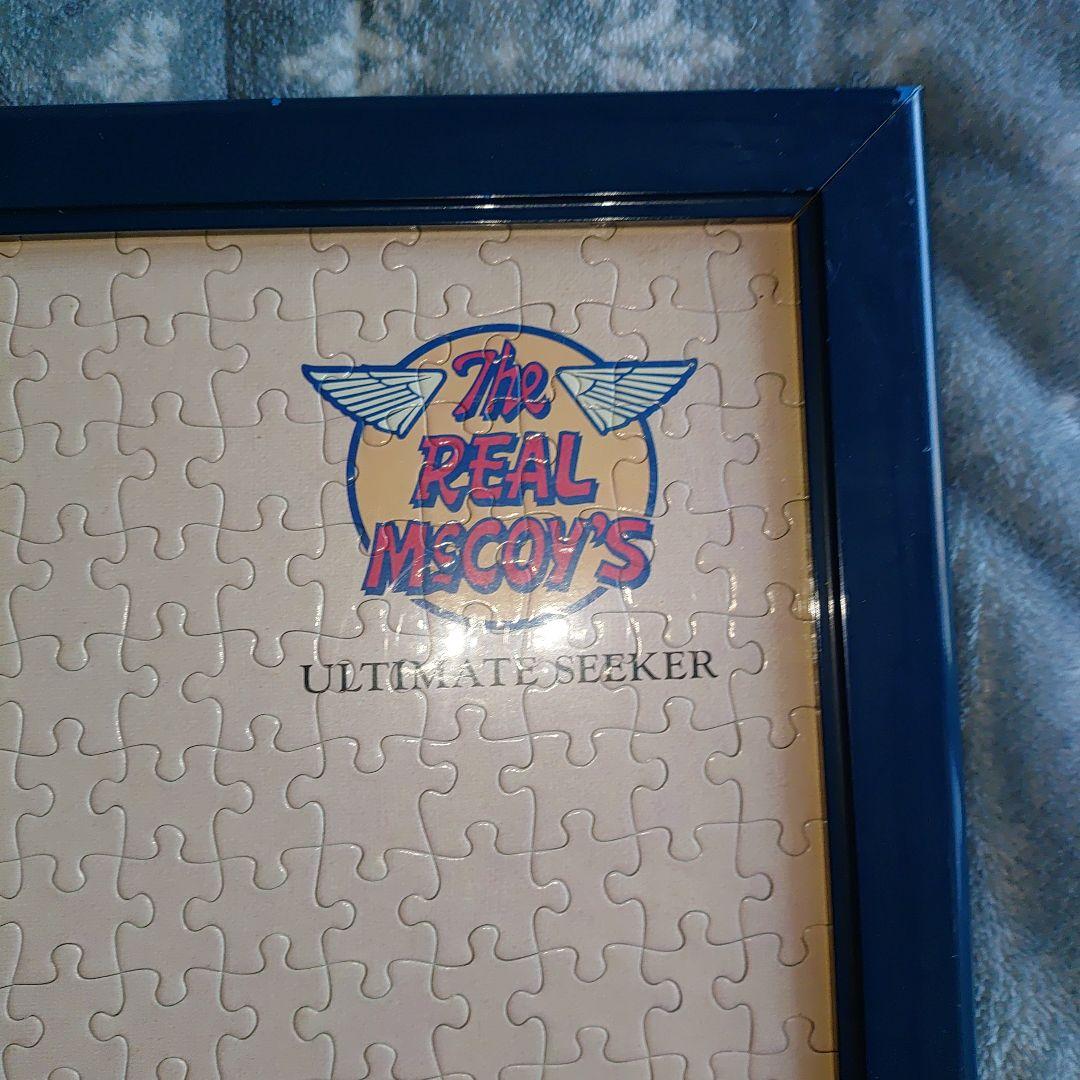 The
REAL
McCOY'S
ULTIMATE SEEKER